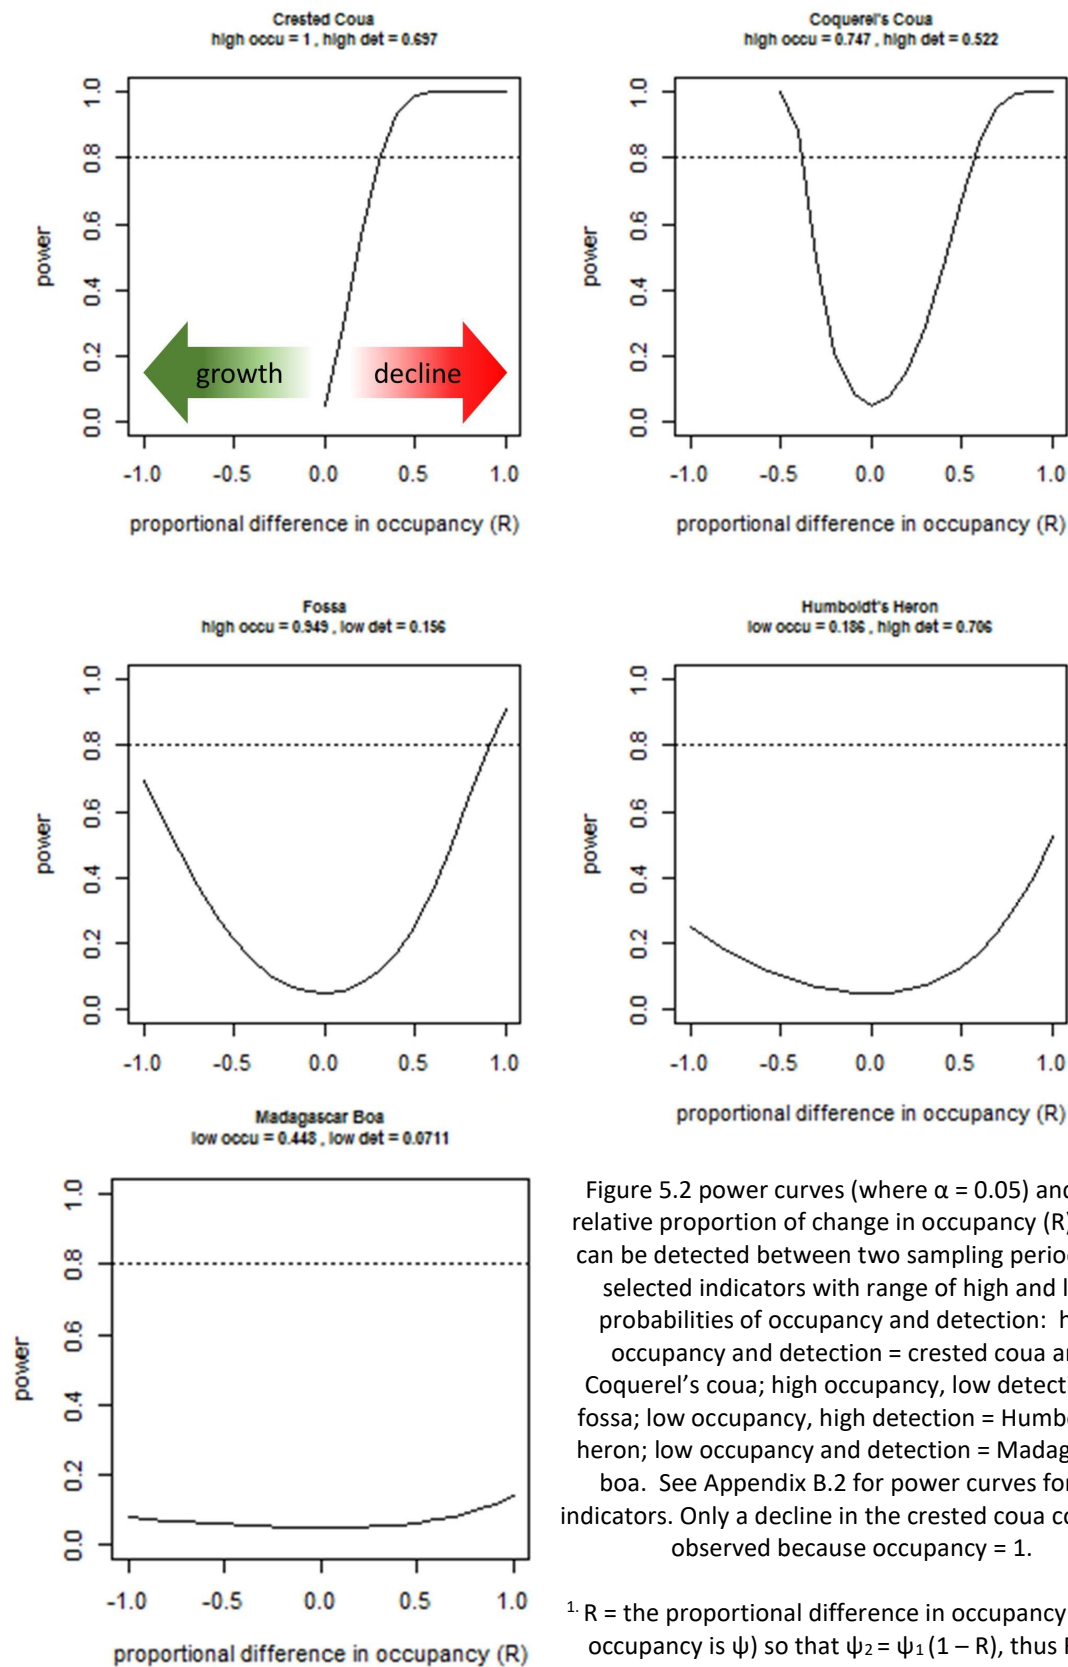 Crested Coua
high occu = 1 , high det = 0.697
power
0.0 0.2 0.4 0.6 0.8 1.0
growth
decline
-1.0 -0.5 0.0 0.5 1.0
proportional difference in occupancy (R)
Coquerel's Coua
high occu = 0.747 , high det = 0.522
power
0.0 0.2 0.4 0.6 0.8 1.0
-1.0 -0.5 0.0 0.5 1.0
proportional difference in occupancy (R)
Fossa
high occu = 0.949 , low det = 0.156
power
0.0 0.2 0.4 0.6 0.8 1.0
-1.0 -0.5 0.0 0.5 1.0
Humboldt's Heron
low occu = 0.186 , high det = 0.706
power
0.0 0.2 0.4 0.6 0.8 1.0
-1.0 -0.5 0.0 0.5 1.0
proportional difference in occupancy (R)
Madagascar Boa
low occu = 0.448 , low det = 0.0711
power
0.0 0.2 0.4 0.6 0.8 1.0
-1.0 -0.5 0.0 0.5 1.0
proportional difference in occupancy (R)
Figure 5.2 power curves (where α = 0.05) and
relative proportion of change in occupancy (R)
can be detected between two sampling period
selected indicators with range of high and
probabilities of occupancy and detection:
occupancy and detection = crested coua
Coquerel’s coua; high occupancy, low
fossa; low occupancy, high detection =
heron; low occupancy and detection =
boa. See Appendix B.2 for power curves for
indicators. Only a decline in the crested coua
observed because occupancy = 1.
1. R = the proportional difference in occupancy
occupancy is ψ) so that ψ₂ = ψ₁ (1 – R), thus